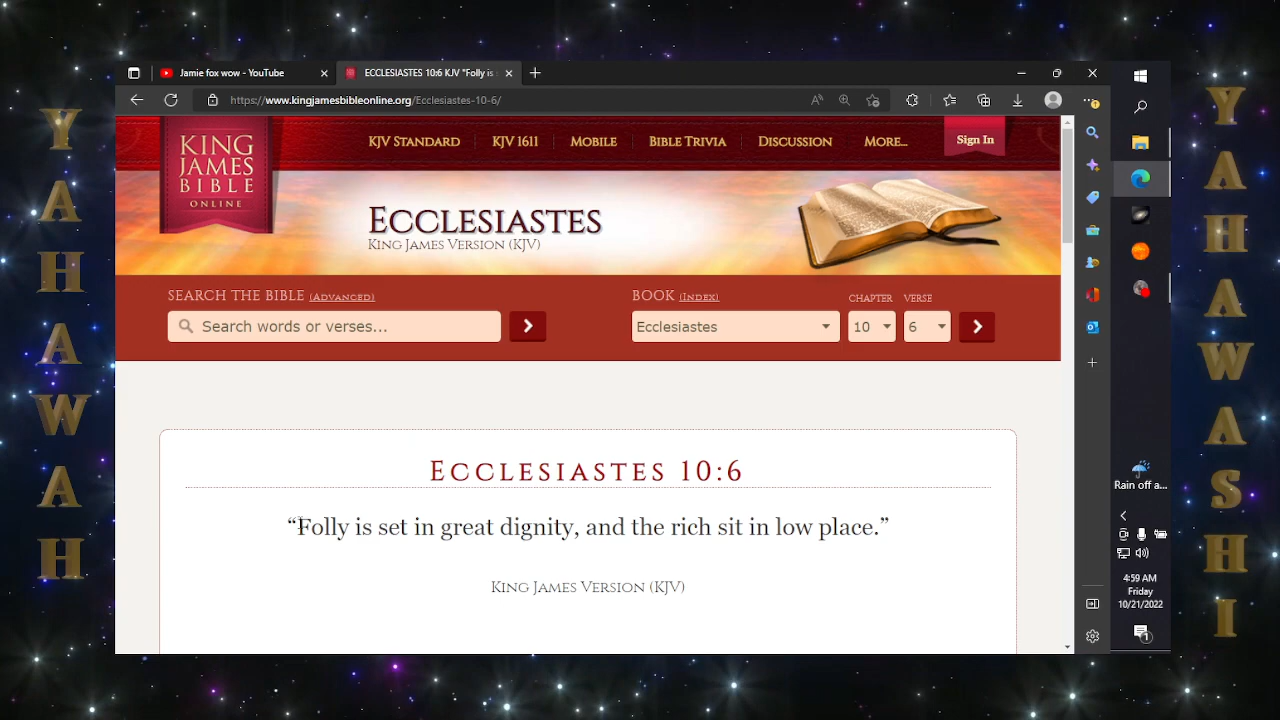 YAHAWAH
Jamie fox wow - YouTube
ECCLESIASTES 10:6 KJV "Folly is
https://www.kingjamesbibleonline.org/Ecclesiastes-10-6/
KING
JAMES
BIBLE
ONLINE
KJV STANDARD
KJV 1611
MOBILE
BIBLE TRIVIA
DISCUSSION
MORE...
Sign In
ECCLESIASTES
KING JAMES VERSION (KJV)
SEARCH THE BIBLE (ADVANCED)
BOOK (INDEX)
CHAPTER
VERSE
Search words or verses...
Ecclesiastes
10
6
ECCLESIASTES 10:6
“Folly is set in great dignity, and the rich sit in low place.”
KING JAMES VERSION (KJV)
Rain off a...
4:59 AM
Friday
10/21/2022
1
YAHAWASHI